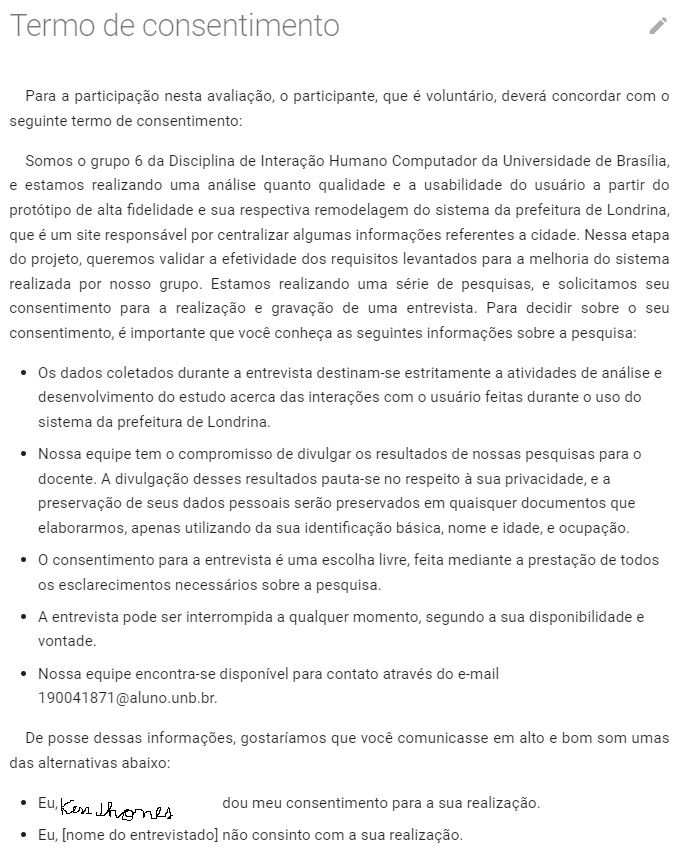 Termo de consentimento
Para a participação nesta avaliação, o participante, que é voluntário, deverá concordar com o
seguinte termo de consentimento:
Somos o grupo 6 da Disciplina de Interação Humano Computador da Universidade de Brasília,
e estamos realizando uma análise quanto qualidade e a usabilidade do usuário a partir do
protótipo de alta fidelidade e sua respectiva remodelagem do sistema da prefeitura de Londrina,
que é um site responsável por centralizar algumas informações referentes a cidade. Nessa etapa
do projeto, queremos validar a efetividade dos requisitos levantados para a melhoria do sistema
realizada por nosso grupo. Estamos realizando uma série de pesquisas, e solicitamos seu
consentimento para a realização e gravação de uma entrevista. Para decidir sobre o seu
consentimento, é importante que você conheça as seguintes informações sobre a pesquisa:
• Os dados coletados durante a entrevista destinam-se estritamente a atividades de análise e
desenvolvimento do estudo acerca das interações com o usuário feitas durante o uso do
sistema da prefeitura de Londrina.
• Nossa equipe tem o compromisso de divulgar os resultados de nossas pesquisas para o
docente. A divulgação desses resultados pauta-se no respeito à sua privacidade, e a
preservação de seus dados pessoais serão preservados em quaisquer documentos que
elaborarmos, apenas utilizando da sua identificação básica, nome e idade, e ocupação.
• O consentimento para a entrevista é uma escolha livre, feita mediante a prestação de todos
os esclarecimentos necessários sobre a pesquisa.
• A entrevista pode ser interrompida a qualquer momento, segundo a sua disponibilidade e
vontade.
• Nossa equipe encontra-se disponível para contato através do e-mail
190041871@aluno.unb.br.
De posse dessas informações, gostaríamos que você comunicasse em alto e bom som umas
das alternativas abaixo:
• Eu, Jhones dou meu consentimento para a sua realização.
• Eu, [nome do entrevistado] não consinto com a sua realização.